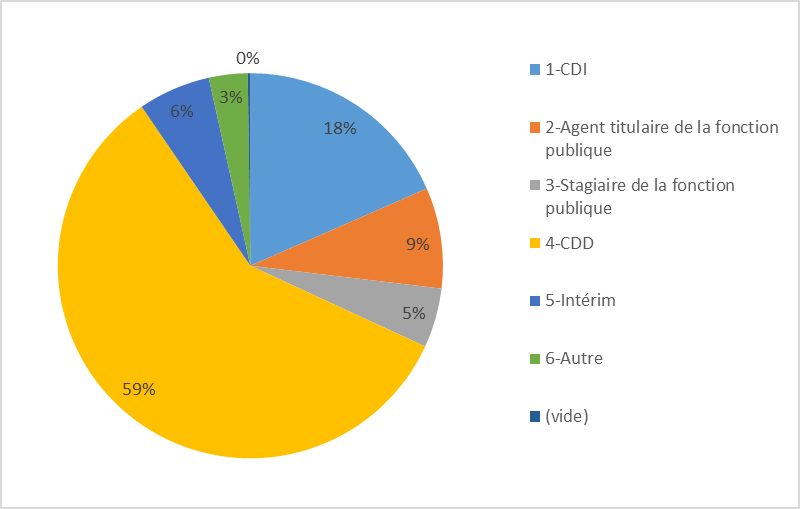 0%
3%
6%
18%
9%
5%
59%
1-CDI
2-Agent titulaire de la fonction
publique
3-Stagiaire de la fonction
publique
4-CDD
5-Intérim
6-Autre
(vide)